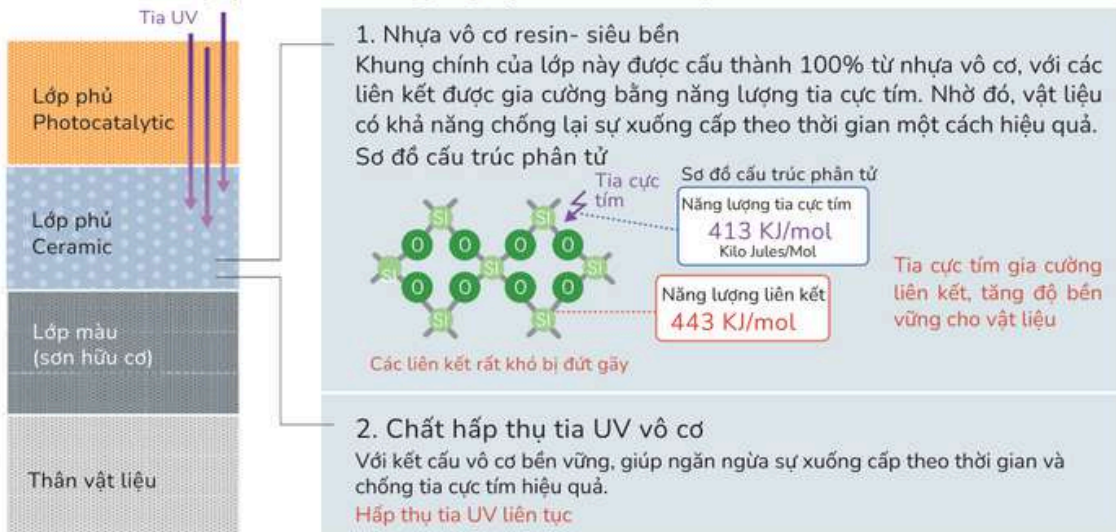 Tia UV
Lớp phủ
Photocatalytic
Lớp phủ
Ceramic
Lớp màu
(sơn hữu cơ)
Thân vật liệu
1. Nhựa vô cơ resin- siêu bền
Khung chính của lớp này được cấu thành 100% từ nhựa vô cơ, với các
liên kết được gia cường bằng năng lượng tia cực tím. Nhờ đó, vật liệu
có khả năng chống lại sự xuống cấp theo thời gian một cách hiệu quả.
Sơ đồ cấu trúc phân tử
Tia cực
tím
Sơ đồ cấu trúc phân tử
Năng lượng tia cực tím
413 KJ/mol
Kilo Jules/Mol
SI SI
O O O O
SI SI SI
O O O O
SI SI
Năng lượng liên kết
443 KJ/mol
Tia cực tím gia cường
liên kết, tăng độ bền
vững cho vật liệu
Các liên kết rất khó bị đứt gãy
2. Chất hấp thụ tia UV vô cơ
Với kết cấu vô cơ bền vững, giúp ngăn ngừa sự xuống cấp theo thời gian và
chống tia cực tím hiệu quả.
Hấp thụ tia UV liên tục